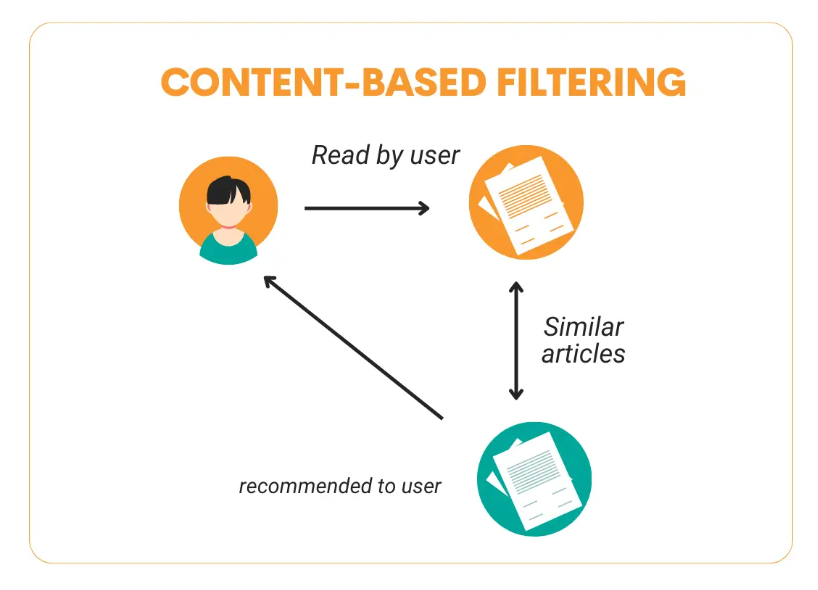 CONTENT-BASED FILTERING
Read by user
Similar
articles
recommended to user